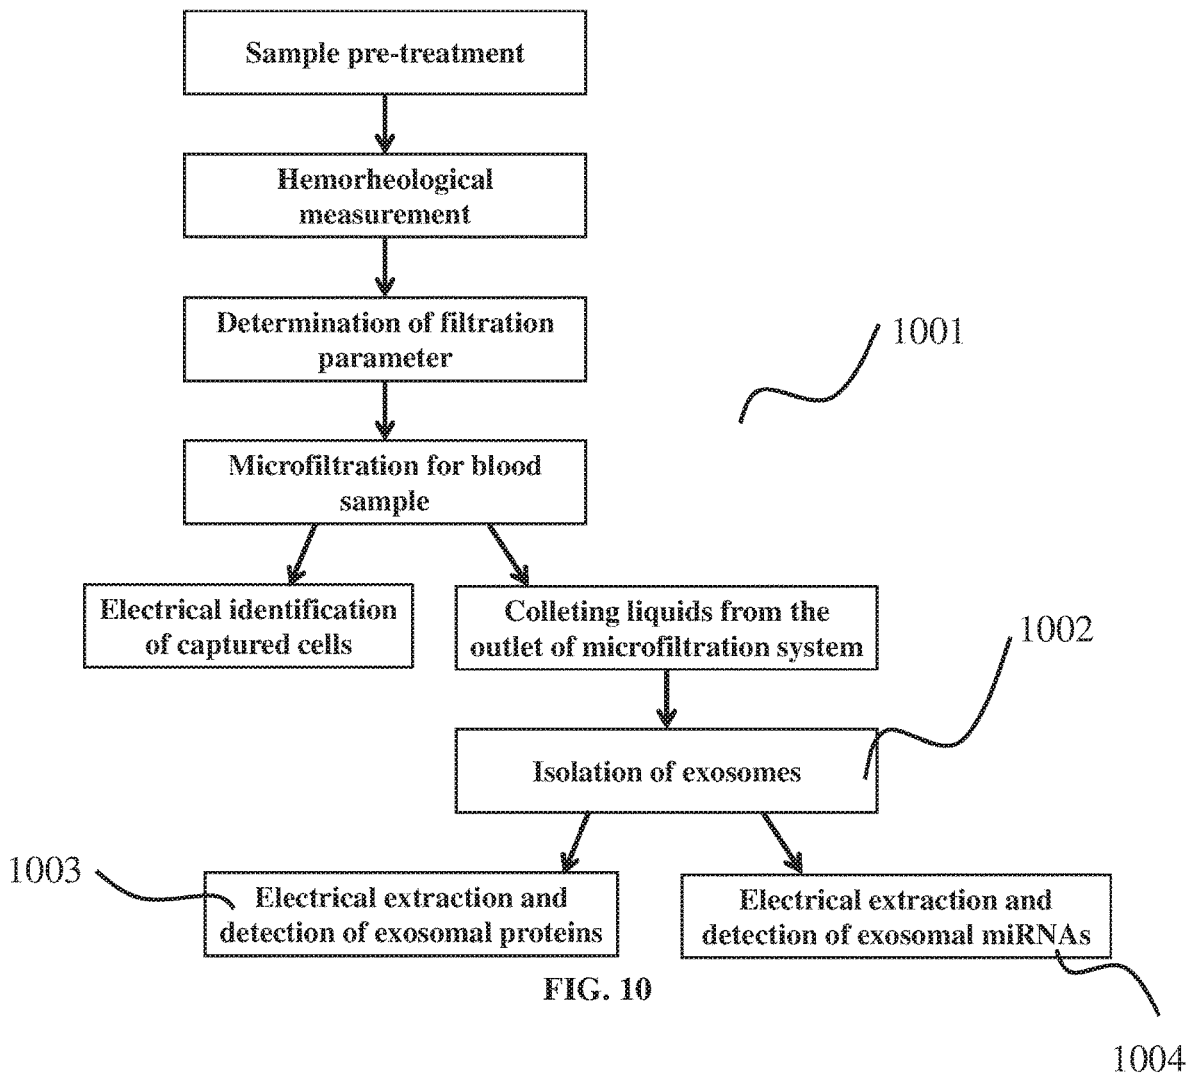 Sample pre-treatment
Hemorheological
measurement
Determination of filtration
parameter
1001
Microfiltration for blood
sample
Electrical identification
of captured cells
Colleting liquids from the
outlet of microfiltration system
1002
Isolation of exosomes
1003
Electrical extraction and
detection of exosomal proteins
Electrical extraction and
detection of exosomal miRNAs
FIG. 10
1004